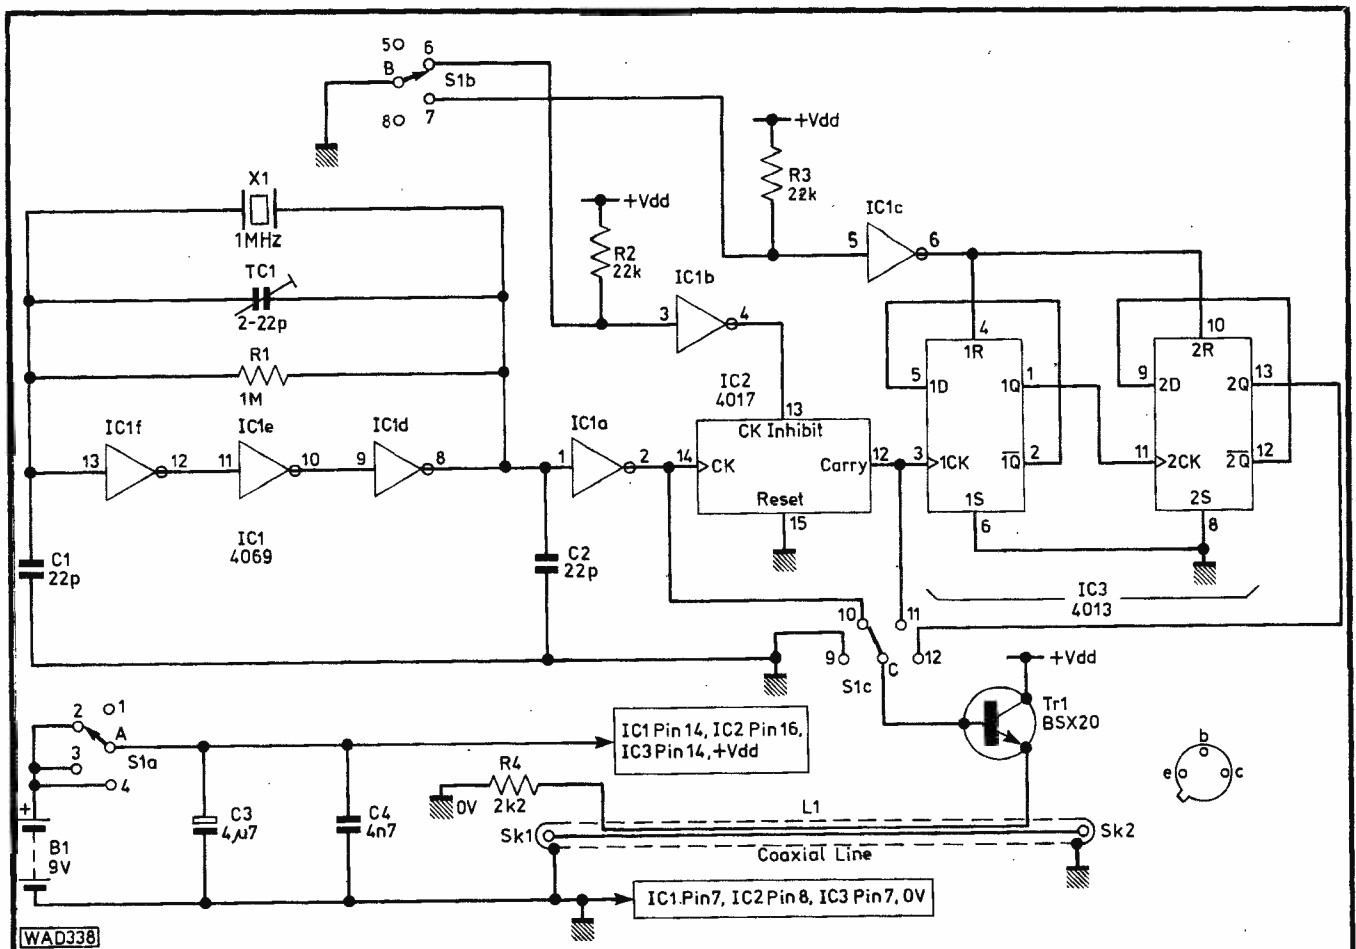 5 6
B S1b
8 7
+Vdd
R3
22k
X1
1MHz
+Vdd
R2
22k
IC1c
5 6
TC1
2-22p
IC1b
3 4
R1
1M
4 10
1R 2R
5 1D 1Q 1
9 2D 2Q 13
IC2
4017
13
CK Inhibit
IC1f IC1e IC1d IC1a
13 12 11 10 9 8 1 2
14 CK Carry 12
3 1CK 1Q 2
11 2CK 2Q 12
Reset
15
1S 2S
6 8
IC1
4069
C1
22p
C2
22p
IC3
4013
10 11
9 C 12
S1c
+Vdd
Tr1
BSX20
2 1
A
3 S1a
4
IC1 Pin 14, IC2 Pin 16,
IC3 Pin 14, +Vdd
b
e c
R4
2k2
0V
L1
+
B1
9V
C3
4µ7
C4
4n7
Sk1 Sk2
Coaxial Line
IC1 Pin7, IC2 Pin 8, IC3 Pin 7, 0V
WAD338